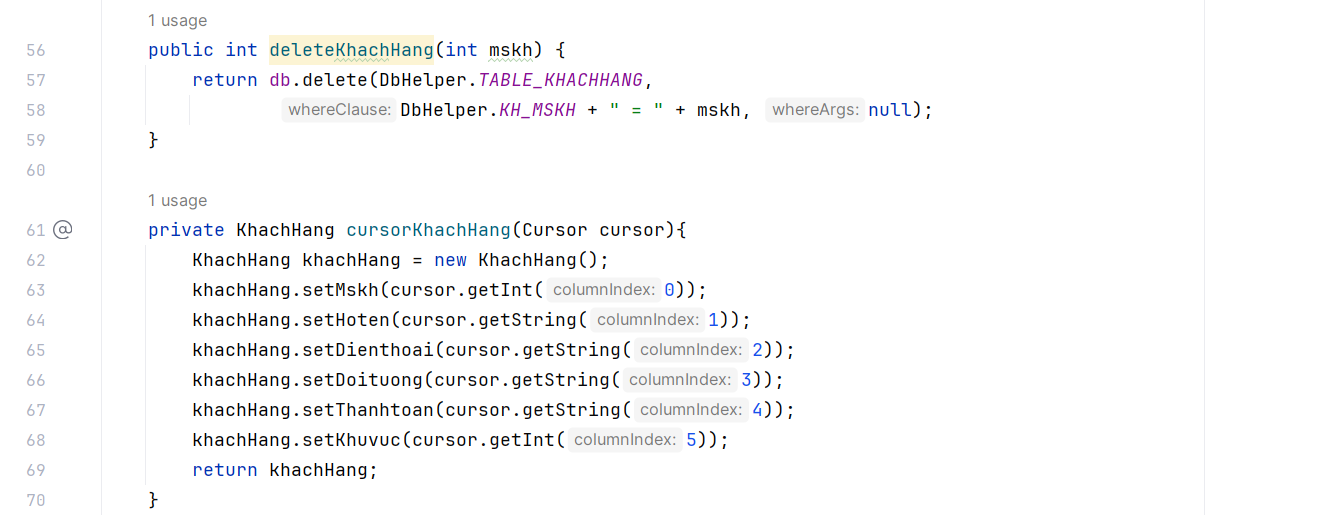 1 usage
56 public int deleteKhachHang(int mskh) {
57 return db.delete(DbHelper.TABLE_KHACHHANG,
58 whereClause: DbHelper.KH_MSKH + " = " + mskh, whereArgs: null);
59 }
60
1 usage
61 @ private KhachHang cursorKhachHang(Cursor cursor){
62 KhachHang khachHang = new KhachHang();
63 khachHang.setMskh(cursor.getInt( columnIndex: 0));
64 khachHang.setHoten(cursor.getString( columnIndex: 1));
65 khachHang.setDienthoai(cursor.getString( columnIndex: 2));
66 khachHang.setDoituong(cursor.getString( columnIndex: 3));
67 khachHang.setThanhtoan(cursor.getString( columnIndex: 4));
68 khachHang.setKhuvuc(cursor.getInt( columnIndex: 5));
69 return khachHang;
70 }